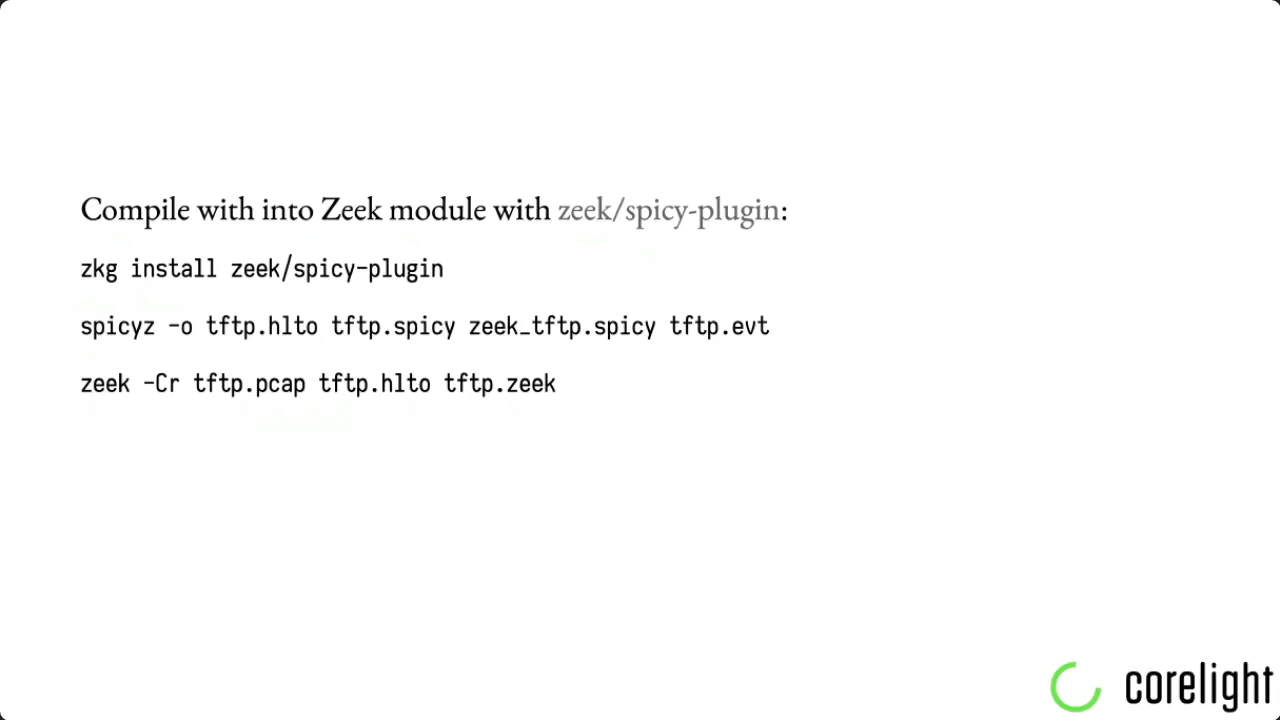 Compile with into Zeek module with zeek/spicy-plugin:
zkg install zeek/spicy-plugin
spicyz -o tftp.hlto tftp.spicy zeek_tftp.spicy tftp.evt
zeek -Cr tftp.pcap tftp.hlto tftp.zeek
corelight